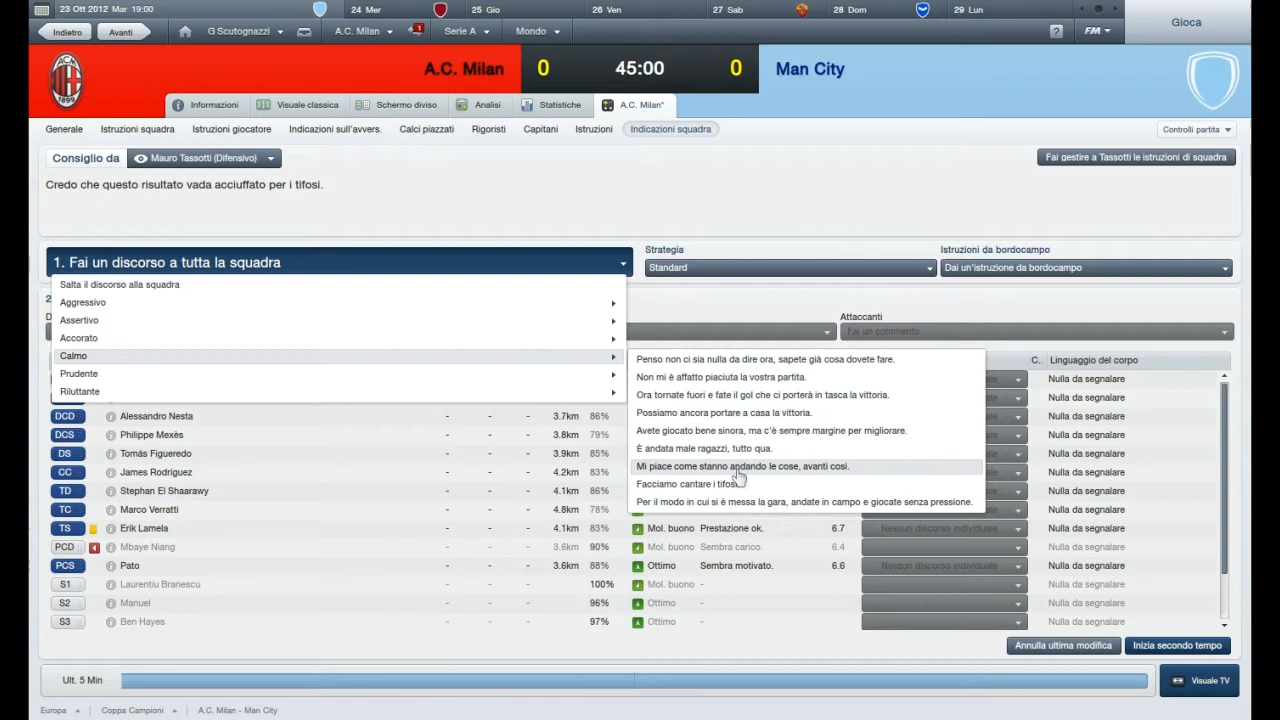 23 Ott 2012 Mar 19:00
24 Mer
25 Gio
26 Ven
27 Sab
28 Dom
29 Lun
Indietro
Avanti
G Scutognazzi
A.C. Milan
1
Serie A
Mondo
?
FM
Gioca
ACM
1899
A.C. Milan
0
45:00
0
Man City
Informazioni
Visuale classica
Schermo diviso
Analisi
Statistiche
A.C. Milan*
Generale
Istruzioni squadra
Istruzioni giocatore
Indicazioni sull'avvers.
Calci piazzati
Rigoristi
Capitani
Istruzioni
Indicazioni squadra
Controlli partita
Consiglio da
Mauro Tassotti (Difensivo)
Fai gestire a Tassotti le istruzioni di squadra
Credo che questo risultato vada acciuffato per i tifosi.
1. Fai un discorso a tutta la squadra
Strategia
Standard
Istruzioni da bordocampo
Dai un'istruzione da bordocampo
Salta il discorso alla squadra
Aggressivo
Assertivo
Accorato
Calmo
Prudente
Riluttante
Attaccanti
Fai un commento
Penso non ci sia nulla da dire ora, sapete già cosa dovete fare.
Non mi è affatto piaciuta la vostra partita.
Ora tornate fuori e fate il gol che ci porterà in tasca la vittoria.
Possiamo ancora portare a casa la vittoria.
Avete giocato bene sinora, ma c'è sempre margine per migliorare.
È andata male ragazzi, tutto qua.
Mi piace come stanno andando le cose, avanti così.
Facciamo cantare i tifosi
Per il modo in cui si è messa la gara, andate in campo e giocate senza pressione.
C.. Linguaggio del corpo
Nulla da segnalare
Nulla da segnalare
DCD Alessandro Nesta - - - 3.7km 86% Nulla da segnalare
DCS Philippe Mexès - - - 3.8km 79% Nulla da segnalare
DS Tomás Figueredo - - - 3.9km 85% Nulla da segnalare
CC James Rodríguez - - - 4.2km 83% Nulla da segnalare
TD Stephan El Shaarawy - - - 4.1km 86% Nulla da segnalare
TC Marco Verratti - - - 4.8km 78% Nulla da segnalare
TS Erik Lamela - - - 4.1km 83% Mol. buono Prestazione ok. 6.7 Nessun discorso individuale Nulla da segnalare
PCD Mbaye Niang - - - 3.6km 90% Mol. buono Sembra carico. 6.4 Nulla da segnalare
PCS Pato - - - 3.6km 88% Ottimo Sembra motivato. 6.6 Nessun discorso individuale Nulla da segnalare
S1 Laurentiu Branescu - - - 100% Mol. buono - Nulla da segnalare
S2 Manuel - - - 96% Ottimo - Nulla da segnalare
S3 Ben Hayes - - - 97% Ottimo - Nulla da segnalare
Annulla ultima modifica
Inizia secondo tempo
Ult. 5 Min
Visuale TV
Europa
Coppa Campioni
A.C. Milan - Man City